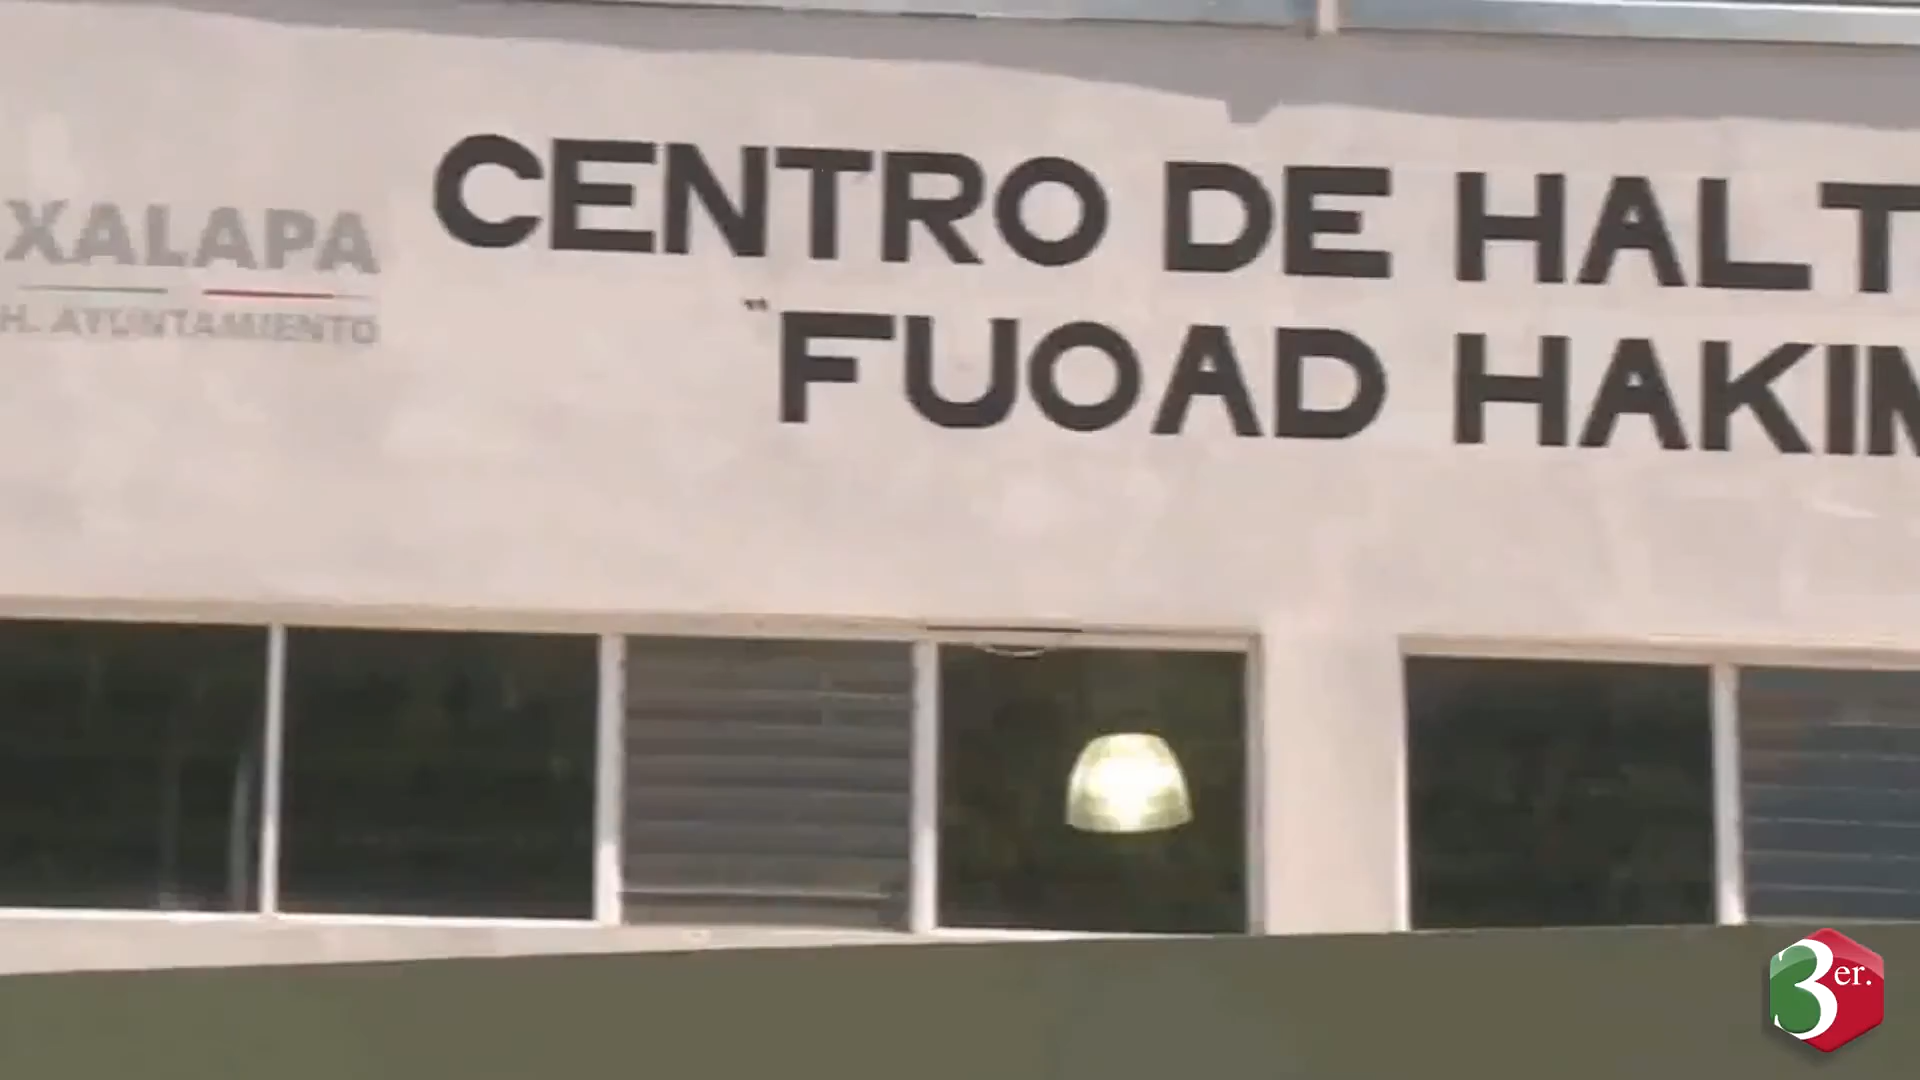 XALAPA
H. AYUNTAMIENTO
CENTRO DE HALT
"FUOAD HAKIM
3er.